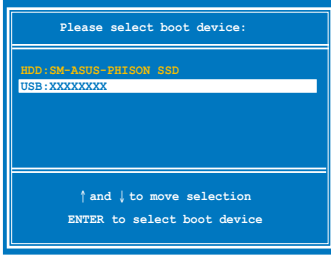 Please select boot device:
HDD:SM-ASUS-PHISON SSD
USB:XXXXXXXX
↑and ↓to move selection
ENTER to select boot device